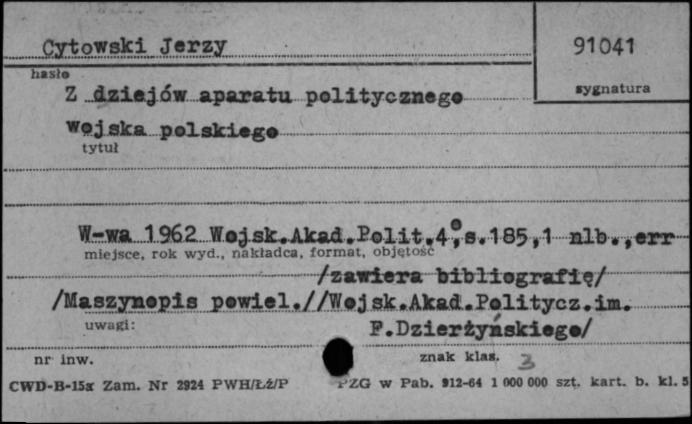 Cytowski Jerzy
91041
hasło
sygnatura
Z dziejów aparatu politycznego
Wojska polskiego
tytuł
W-wa 1962 Wojsk.Akad.Polit.4°,s.185,1 nlb.,err
miejsce, rok wyd., nakładca, format, objętość
/zawiera bibliografię/
/Maszynopis powiel.//Wojsk.Akad.Politycz.im.
uwagi:
F.Dzierżyńskiego/
nr inw.
znak klas. 3
CWD-B-15x Zam. Nr 2924 PWH/ŁŻ/P
PZG w Pab. 912-64 1 000 000 szt. kart. b. kl. 5